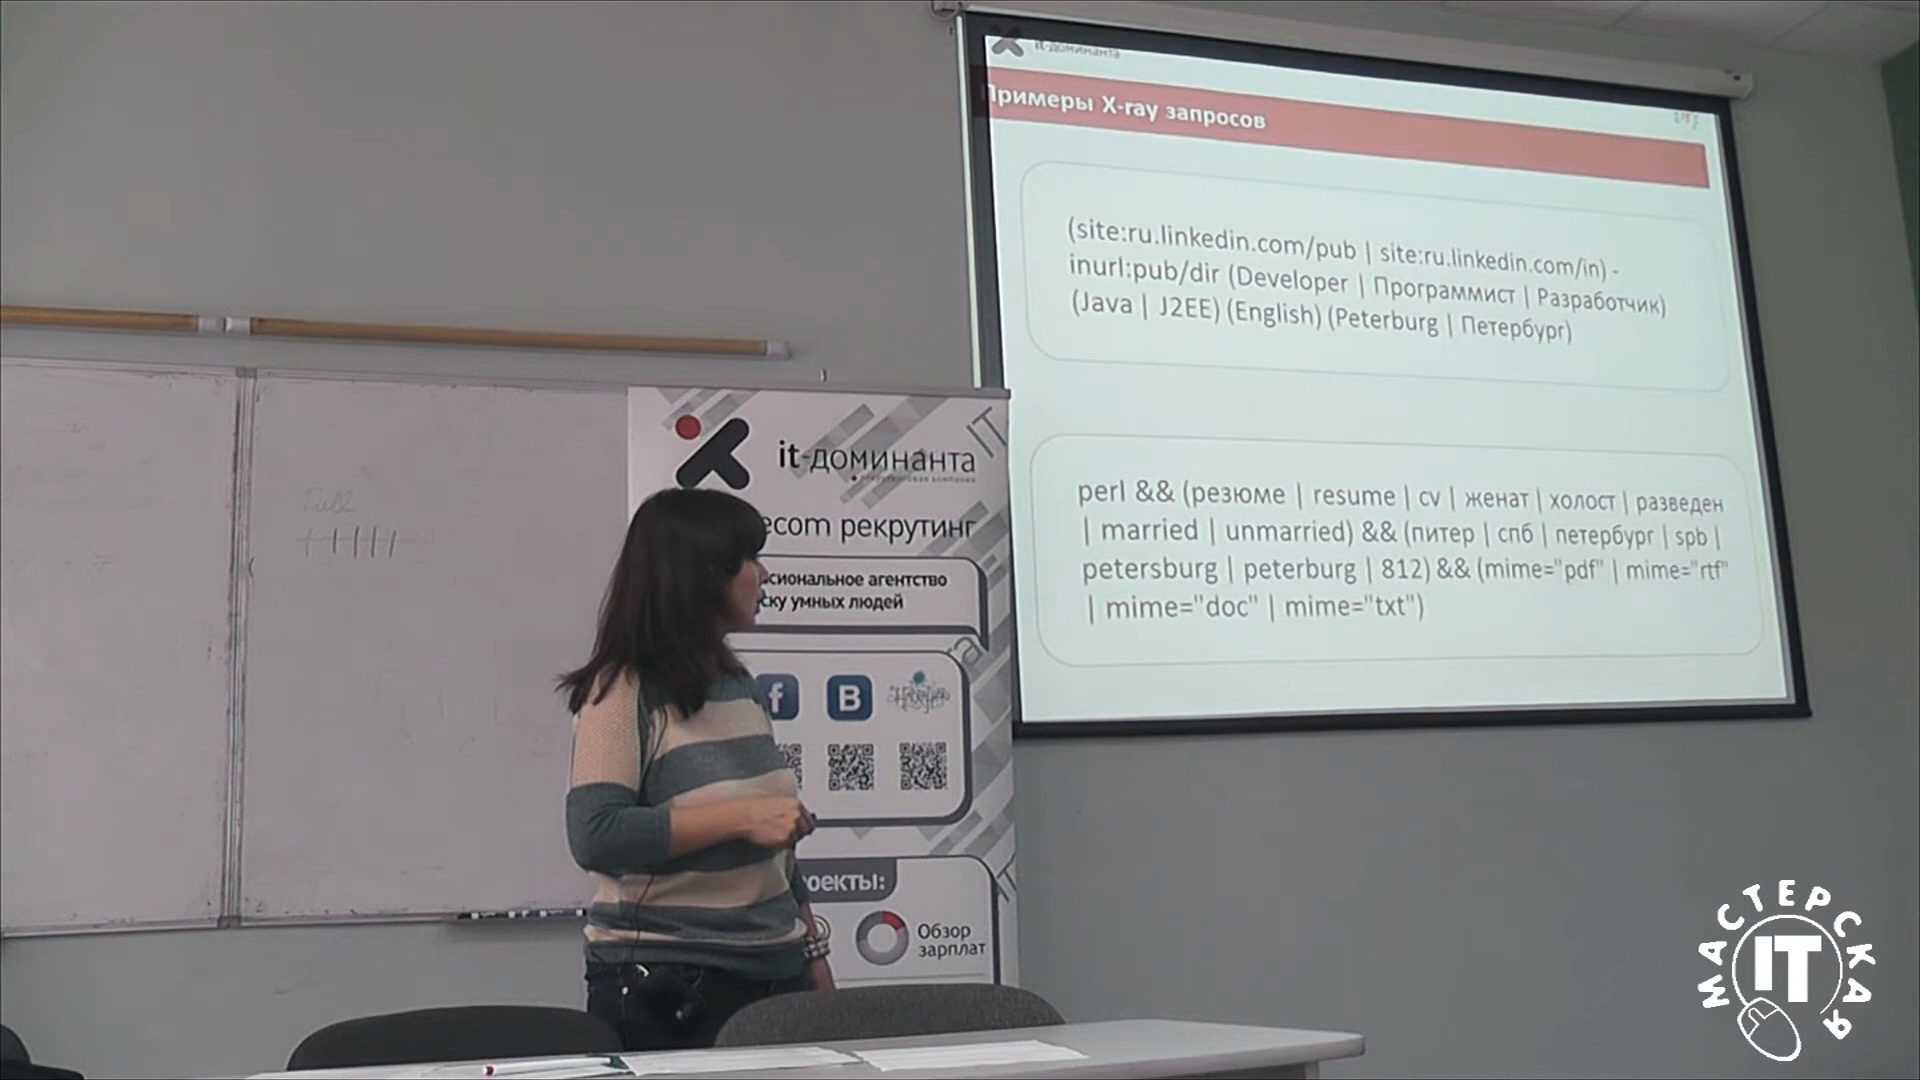 it-доминанта
Примеры X-ray запросов
(site:ru.linkedin.com/pub | site:ru.linkedin.com/in) -
inurl:pub/dir (Developer | Программист | Разработчик)
(Java | J2EE) (English) (Peterburg | Петербург)
perl && (резюме | resume | cv | женат | холост | разведен
| married | unmarried) && (питер | спб | петербург | spb |
petersburg | peterburg | 812) && (mime="pdf" | mime="rtf"
| mime="doc" | mime="txt")
it-доминанта
рекрутинговая компания
ecom рекрутинг
сиональное агентство
ску умных людей
f
B
оекты:
Обзор
зарплат
IT
МАСТЕРСКАЯ
IT